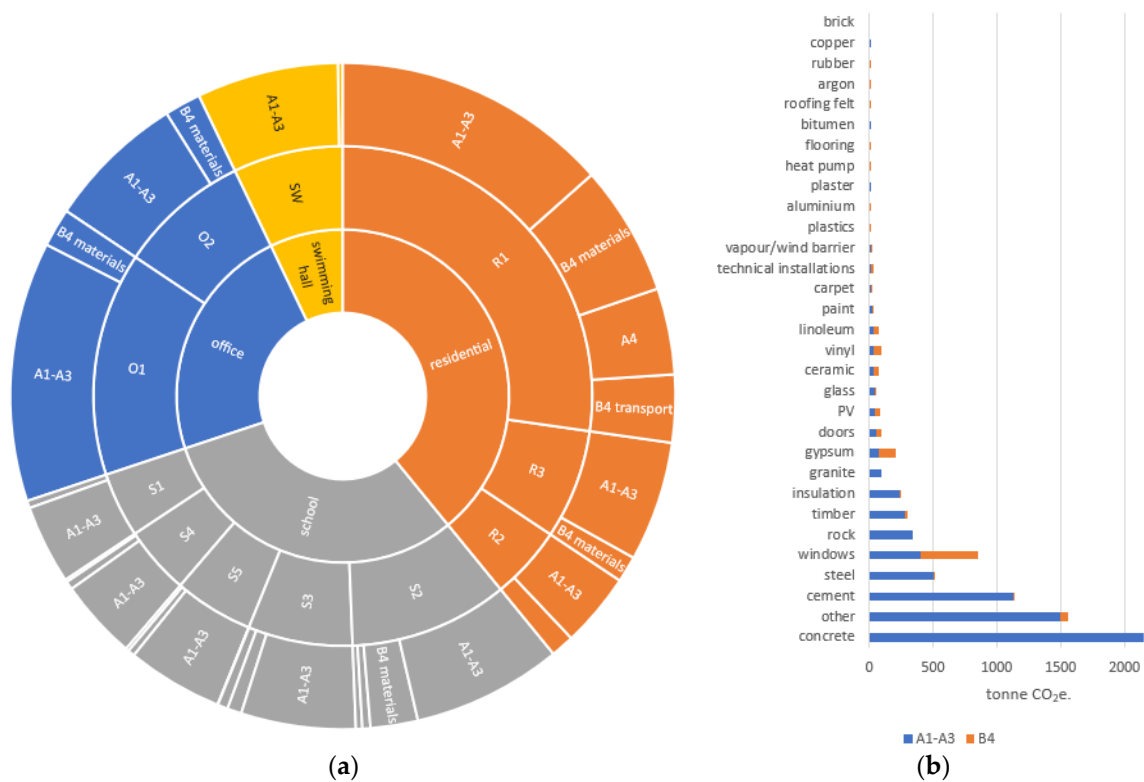 A1-A3
B4 materials
A4
B4 transport
R1
residential
R3
A1-A3
B4 materials
R2
A1-A3
school
S2
A1-A3
B4 materials
S3
A1-A3
S5
A1-A3
S4
A1-A3
S1
A1-A3
office
O1
A1-A3
B4 materials
O2
A1-A3
B4 materials
swimming
hall
SW
A1-A3
(a)
brick
copper
rubber
argon
roofing felt
bitumen
flooring
heat pump
plaster
aluminium
plastics
vapour/wind barrier
technical installations
carpet
paint
linoleum
vinyl
ceramic
glass
PV
doors
gypsum
granite
insulation
timber
rock
windows
steel
cement
other
concrete
0 500 1000 1500 2000
tonne CO₂e.
A1-A3 B4
(b)